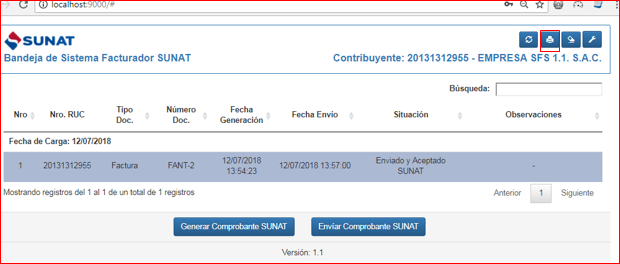 localhost:9000/#
SUNAT
Bandeja de Sistema Facturador SUNAT
Contribuyente: 20131312955 - EMPRESA SFS 1.1. S.A.C.
Búsqueda:
Nro Nro. RUC Tipo Doc. Número Doc. Fecha Generación Fecha Envío Situación Observaciones
Fecha de Carga: 12/07/2018
1 20131312955 Factura FANT-2 12/07/2018 13:54:23 12/07/2018 13:57:00 Enviado y Aceptado SUNAT -
Mostrando registros del 1 al 1 de un total de 1 registros
Anterior 1 Siguiente
Generar Comprobante SUNAT Envíar Comprobante SUNAT
Versión: 1.1